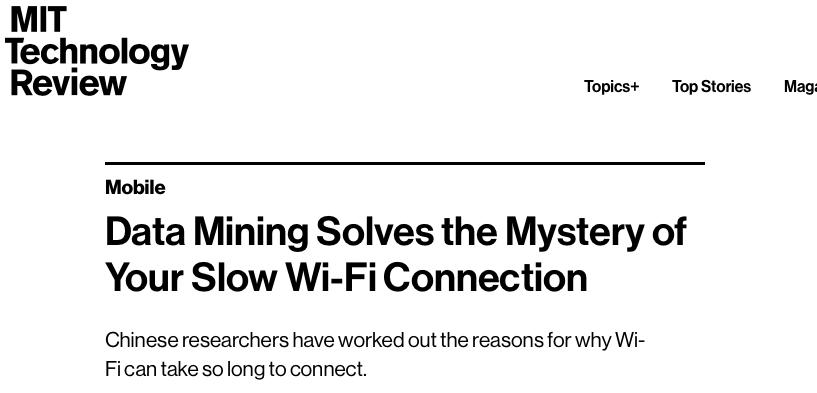 MIT
Technology
Review
Topics+ Top Stories
Mobile
Data Mining Solves the Mystery of
Your Slow Wi-Fi Connection
Chinese researchers have worked out the reasons for why Wi-
Fi can take so long to connect.